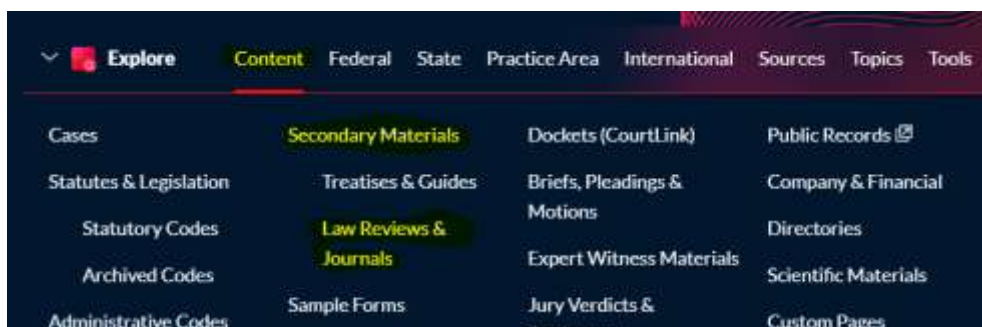 Explore Content Federal State Practice Area International Sources Topics Tools
Cases
Statutes & Legislation
Statutory Codes
Archived Codes
Administrative Codes
Secondary Materials
Treatises & Guides
Law Reviews &
Journals
Sample Forms
Dockets (CourtLink)
Briefs, Pleadings &
Motions
Expert Witness Materials
Jury Verdicts &
Public Records
Company & Financial
Directories
Scientific Materials
Custom Pages